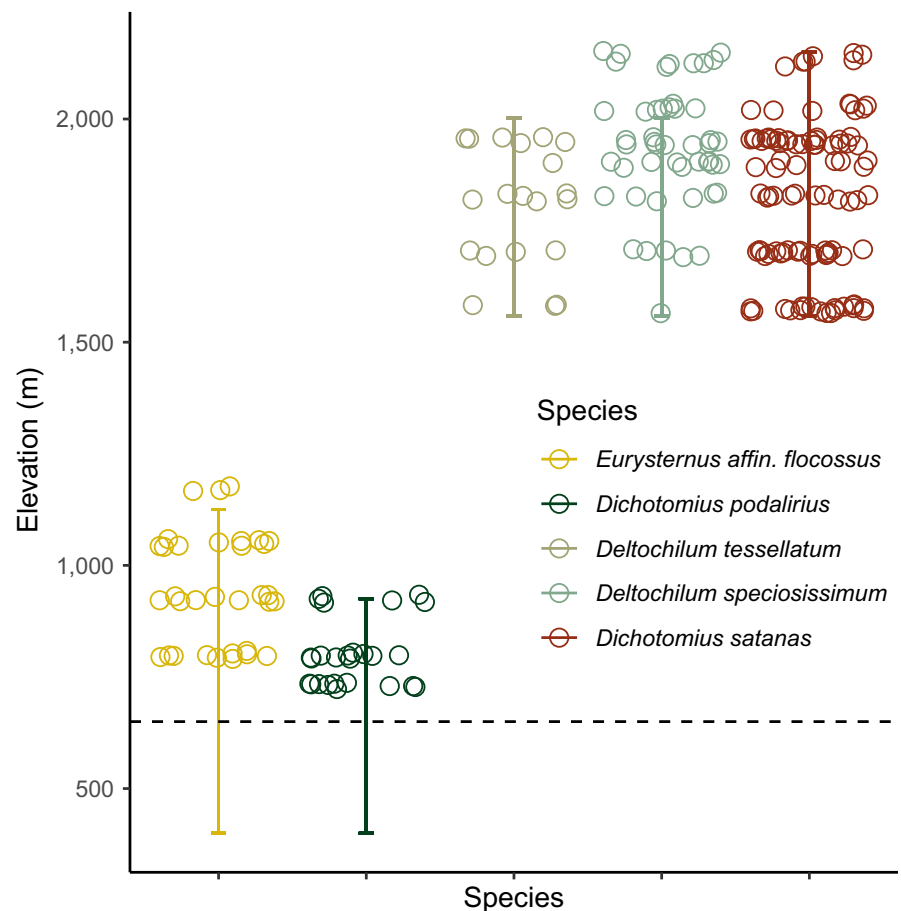 2,000
1,500
1,000
500
Elevation (m)
Species
Eurysternus affin. flocossus
Dichotomius podalirius
Deltochilum tessellatum
Deltochilum speciosissimum
Dichotomius satanas
Species